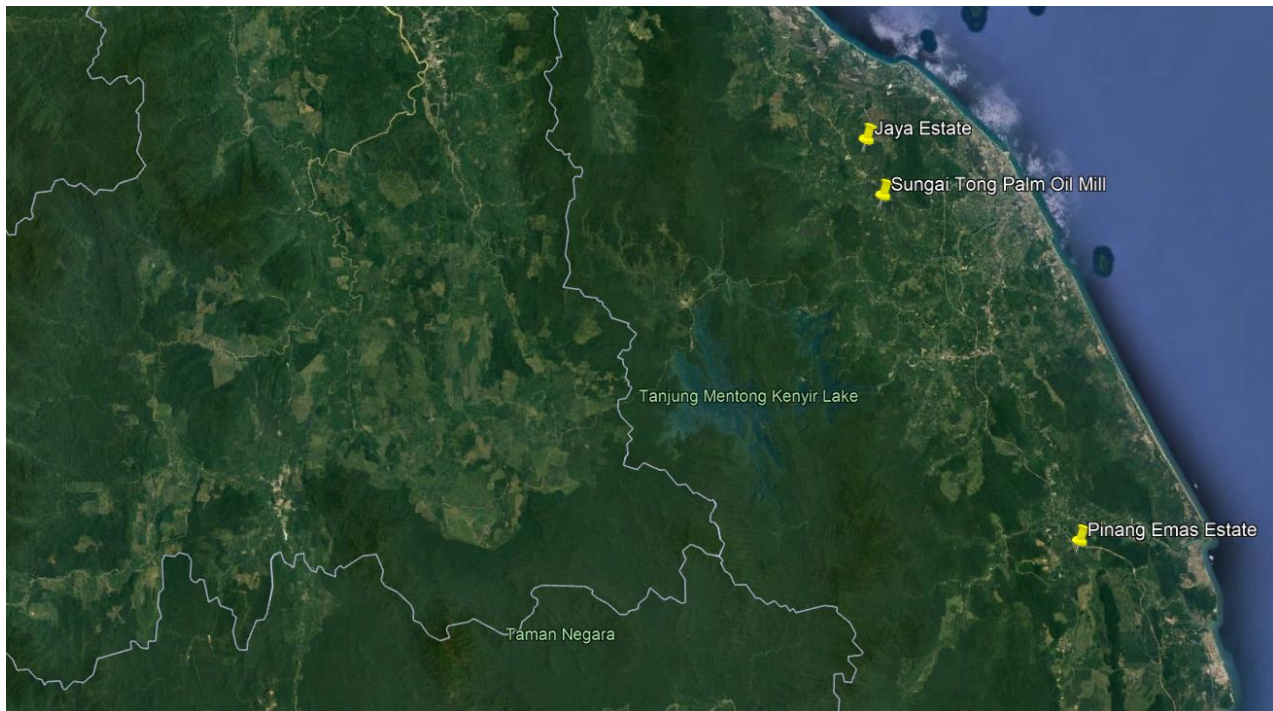 Jaya Estate
Sungai Tong Palm Oil Mill
Tanjung Mentong Kenyir Lake
Pinang Emas Estate
Taman Negara